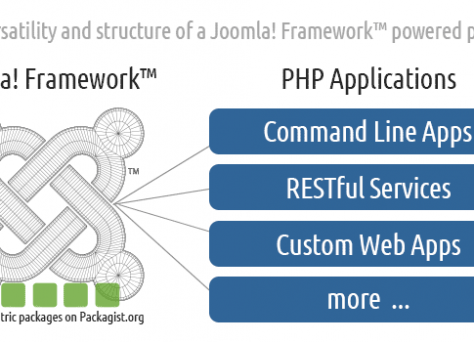 satility and structure of a Joomla! Framework™ powered p
a! Framework™
PHP Applications
Command Line Apps
RESTful Services
Custom Web Apps
more ...
TM
tric packages on Packagist.org